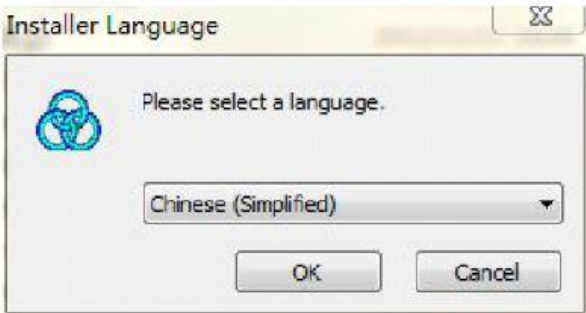 Installer Language
Please select a language.
Chinese (Simplified)
OK
Cancel